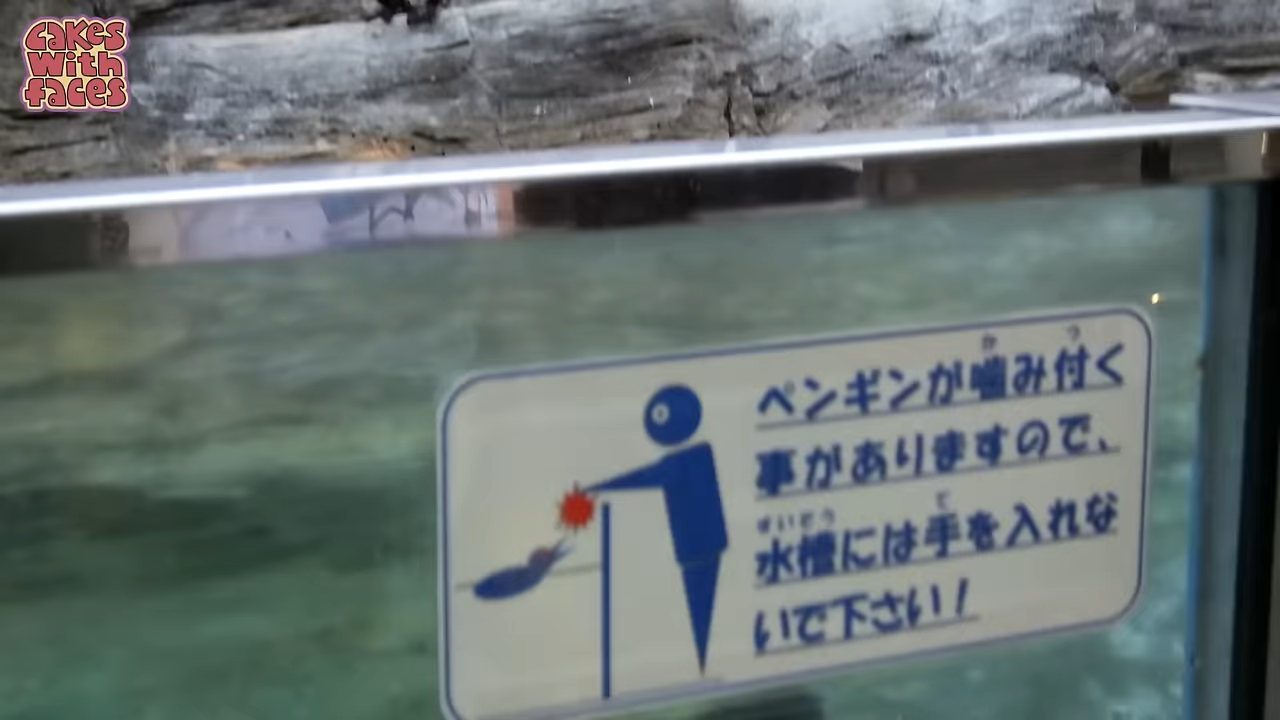 Cakes
With
faces
ペンギンが噛み付く
事がありますので、
水槽には手を入れな
いで下さい！